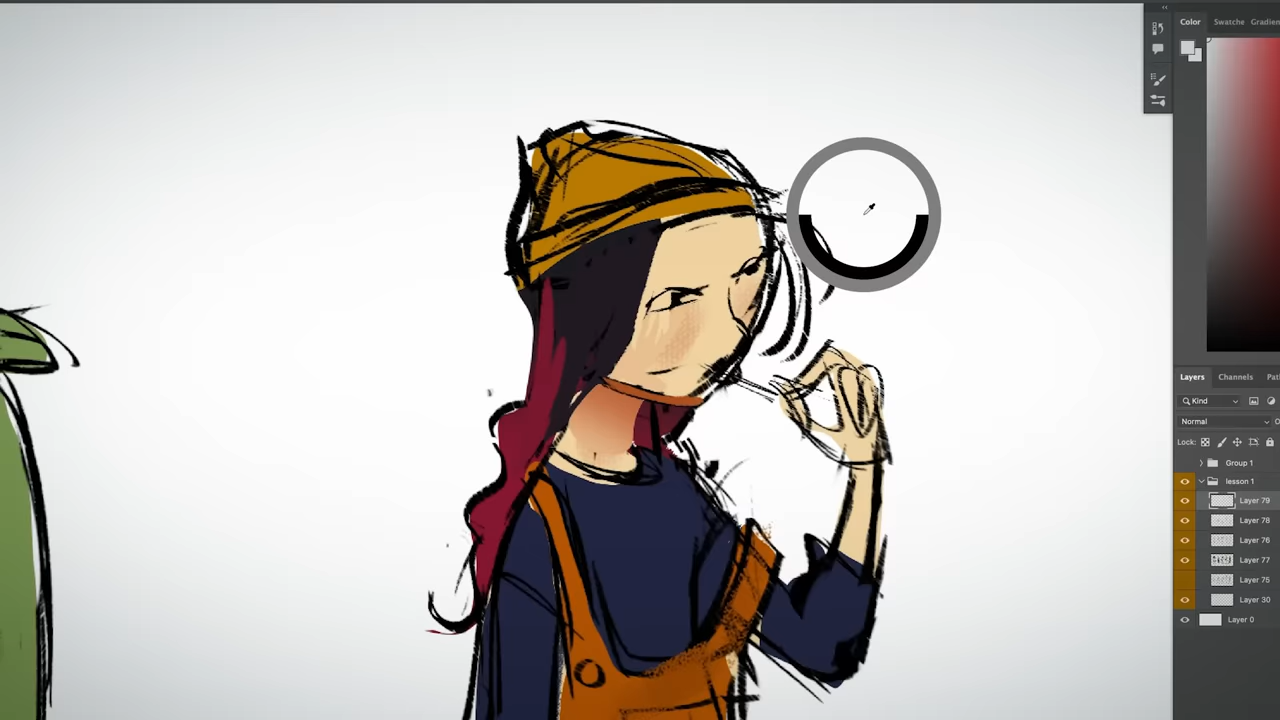 Color Swatche Gradien
Layers Channels Pat
Kind
Normal
Lock:
Group 1
lesson 1
Layer 79
Layer 78
Layer 76
Layer 77
Layer 75
Layer 30
Layer 0